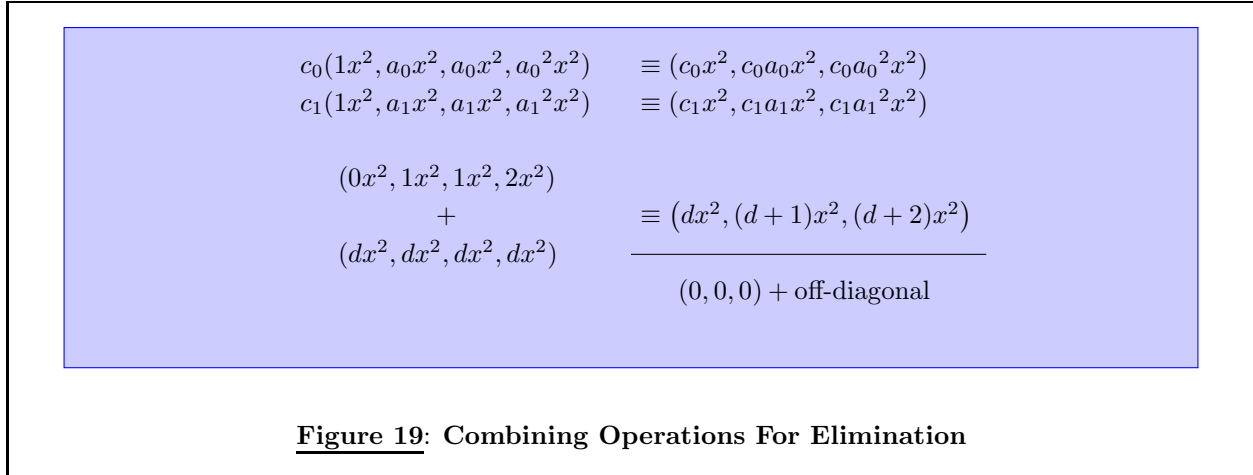 c₀(1x², a₀x², a₀x², a₀²x²) ≡ (c₀x², c₀a₀x², c₀a₀²x²)
c₁(1x², a₁x², a₁x², a₁²x²) ≡ (c₁x², c₁a₁x², c₁a₁²x²)
(0x², 1x², 1x², 2x²)
+ ≡ (dx², (d + 1)x², (d + 2)x²)
(dx², dx², dx², dx²)
(0, 0, 0) + off-diagonal
Figure 19: Combining Operations For Elimination